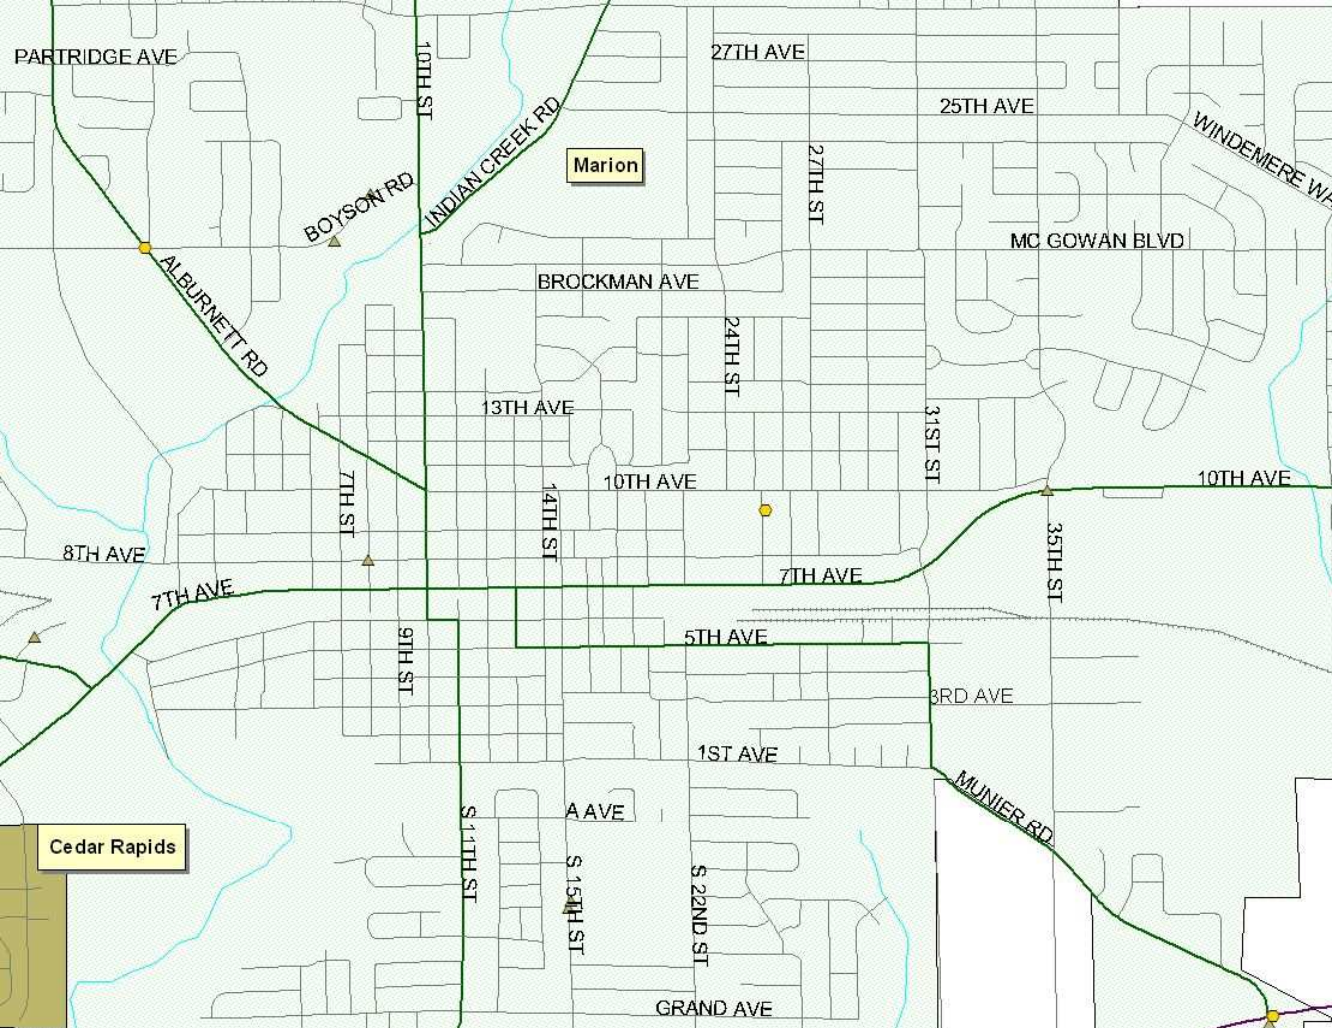 PARTRIDGE AVE
10TH ST
27TH AVE
25TH AVE
WINDEMERE WA
INDIAN CREEK RD
Marion
27TH ST
BOYSON RD
MC GOWAN BLVD
ALBURNETT RD
BROCKMAN AVE
24TH ST
13TH AVE
31ST ST
7TH ST
14TH ST
10TH AVE
10TH AVE
8TH AVE
35TH ST
7TH AVE
7TH AVE
9TH ST
5TH AVE
3RD AVE
1ST AVE
MUNIER RD
A AVE
S 11TH ST
Cedar Rapids
S 15TH ST
S 22ND ST
GRAND AVE